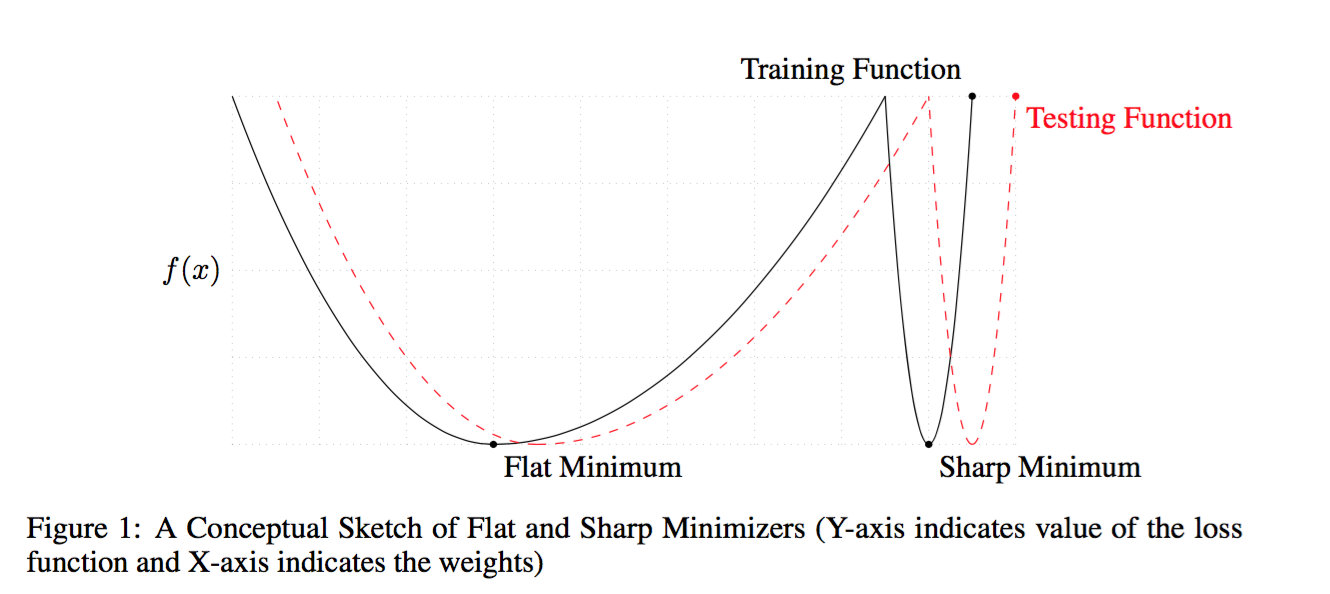 Training Function
Testing Function
f(x)
Flat Minimum
Sharp Minimum
Figure 1: A Conceptual Sketch of Flat and Sharp Minimizers (Y-axis indicates value of the loss
function and X-axis indicates the weights)